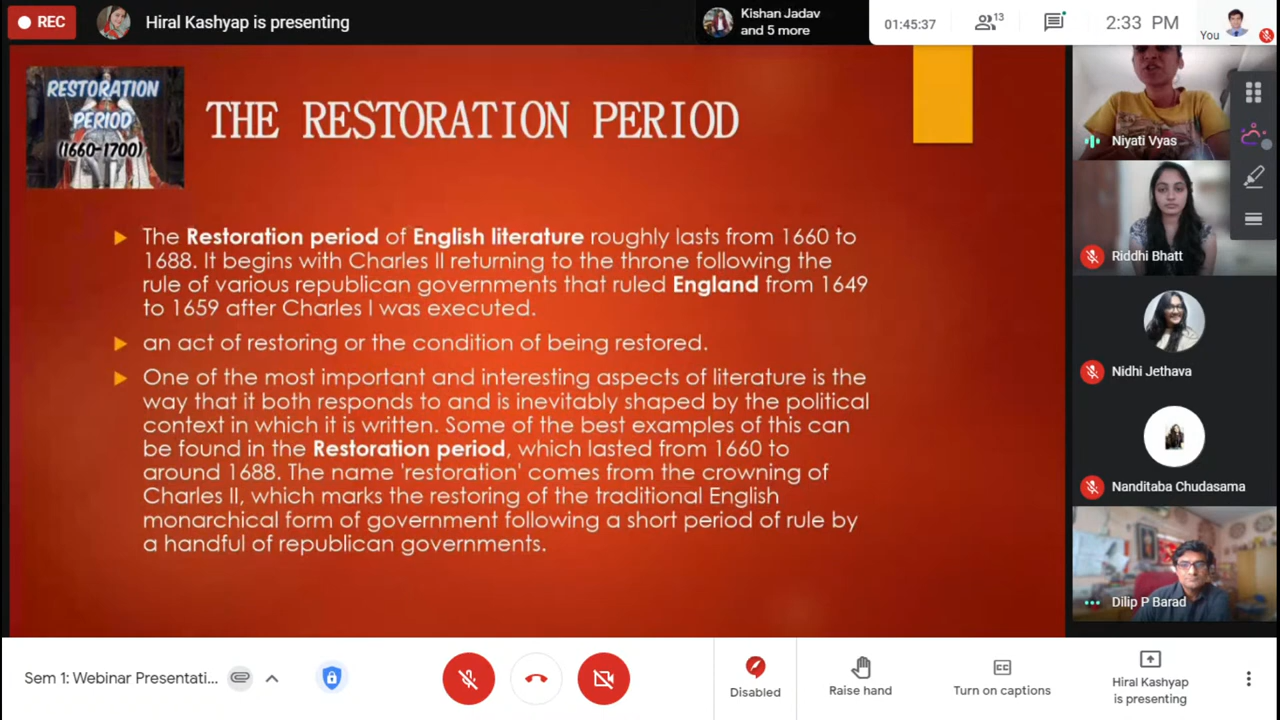 REC
Hiral Kashyap is presenting
Kishan Jadav
and 5 more
01:45:37
13
2:33 PM
You
RESTORATION
PERIOD
(1660-1700)
THE RESTORATION PERIOD
The Restoration period of English literature roughly lasts from 1660 to
1688. It begins with Charles II returning to the throne following the
rule of various republican governments that ruled England from 1649
to 1659 after Charles I was executed.
an act of restoring or the condition of being restored.
One of the most important and interesting aspects of literature is the
way that it both responds to and is inevitably shaped by the political
context in which it is written. Some of the best examples of this can
be found in the Restoration period, which lasted from 1660 to
around 1688. The name 'restoration' comes from the crowning of
Charles II, which marks the restoring of the traditional English
monarchical form of government following a short period of rule by
a handful of republican governments.
Niyati Vyas
Riddhi Bhatt
Nidhi Jethava
Nanditaba Chudasama
Dilip P Barad
Sem 1: Webinar Presentati...
Disabled
Raise hand
CC
Turn on captions
Hiral Kashyap
is presenting